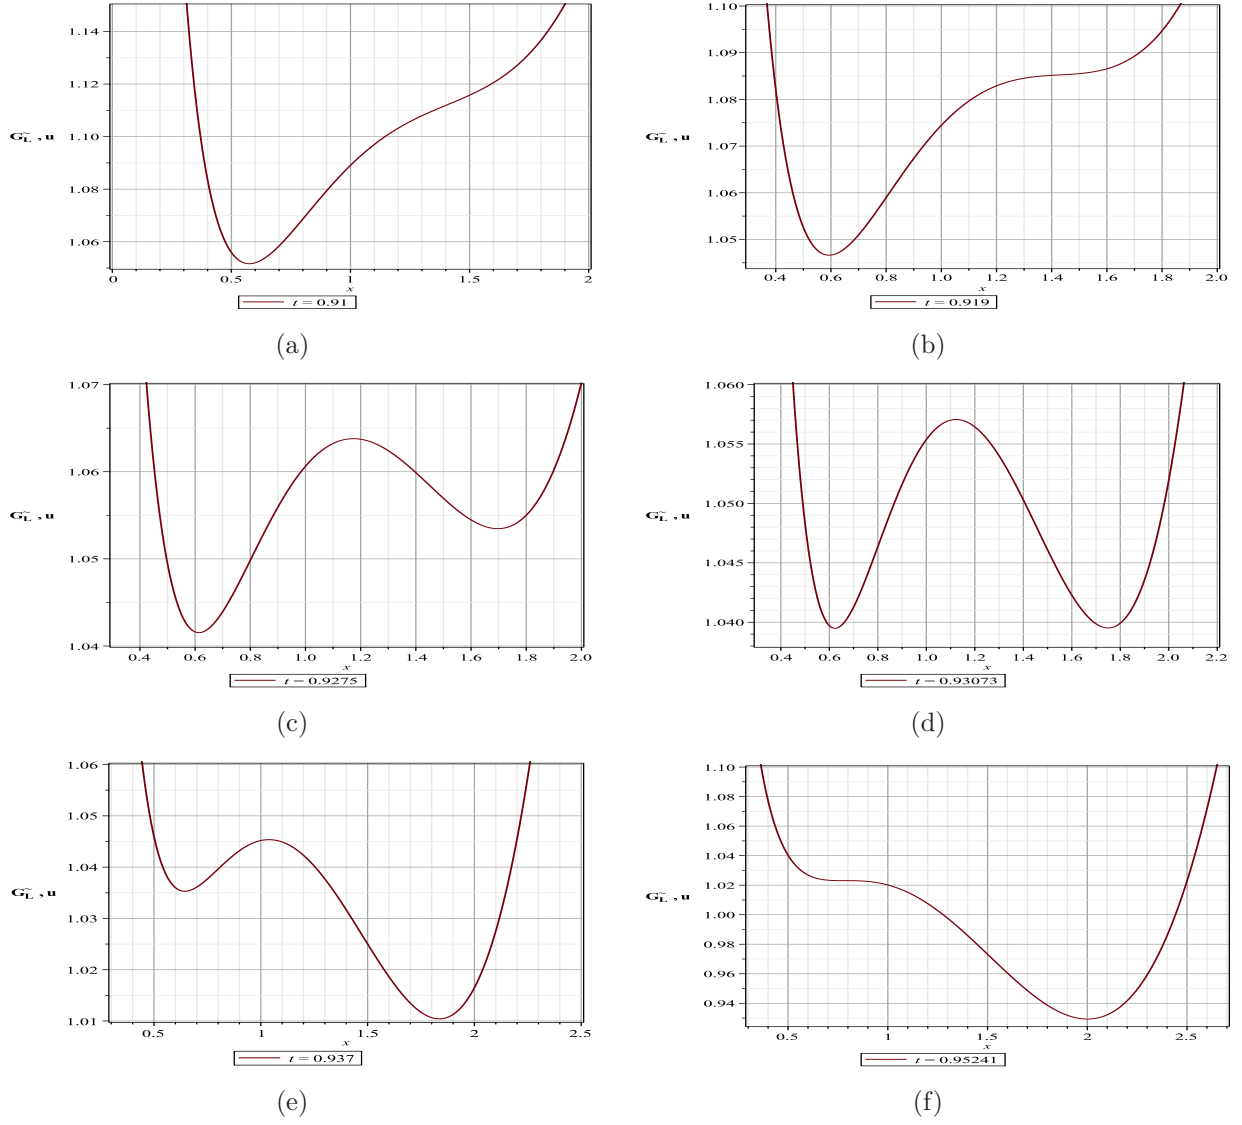 1.14
1.12
1.10
1.08
1.06
G̃_L , u
0 0.5 1 1.5 2
x
t = 0.91
(a)
1.10
1.09
1.08
1.07
1.06
1.05
G̃_L , u
0.4 0.6 0.8 1.0 1.2 1.4 1.6 1.8 2.0
x
t = 0.919
(b)
1.07
1.06
1.05
1.04
G̃_L , u
0.4 0.6 0.8 1.0 1.2 1.4 1.6 1.8 2.0
x
t = 0.9275
(c)
1.060
1.055
1.050
1.045
1.040
G̃_L , u
0.4 0.6 0.8 1.0 1.2 1.4 1.6 1.8 2.0 2.2
x
t = 0.93073
(d)
1.06
1.05
1.04
1.03
1.02
1.01
G̃_L , u
0.5 1 1.5 2 2.5
x
t = 0.937
(e)
1.10
1.08
1.06
1.04
1.02
1.00
0.98
0.96
0.94
G̃_L , u
0.5 1 1.5 2 2.5
x
t = 0.95241
(f)